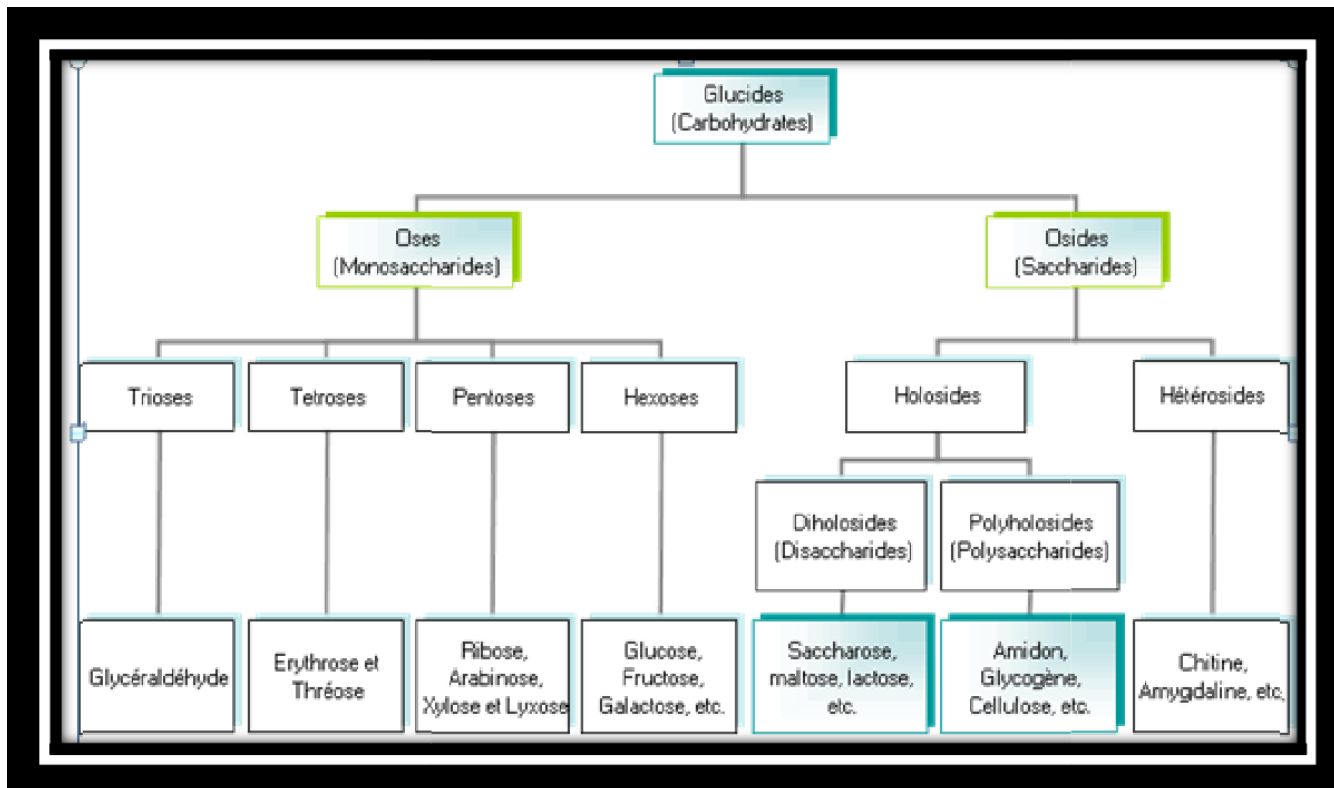 Glucides
(Carbohydrates)
Oses
(Monosaccharides)
Osides
(Saccharides)
Trioses
Tetroses
Pentoses
Hexoses
Holosides
Hétérosides
Diholosides
(Disaccharides)
Polyholosides
(Polysaccharides)
Glycéraldéhyde
Erythrose et
Thréose
Ribose,
Arabinose,
Xylose et Lyxose
Glucose,
Fructose,
Galactose, etc.
Saccharose,
maltose, lactose,
etc.
Amidon,
Glycogène,
Cellulose, etc.
Chitine,
Amygdaline, etc.